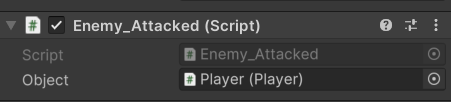 Enemy_Attacked (Script)
Script Enemy_Attacked
Object Player (Player)